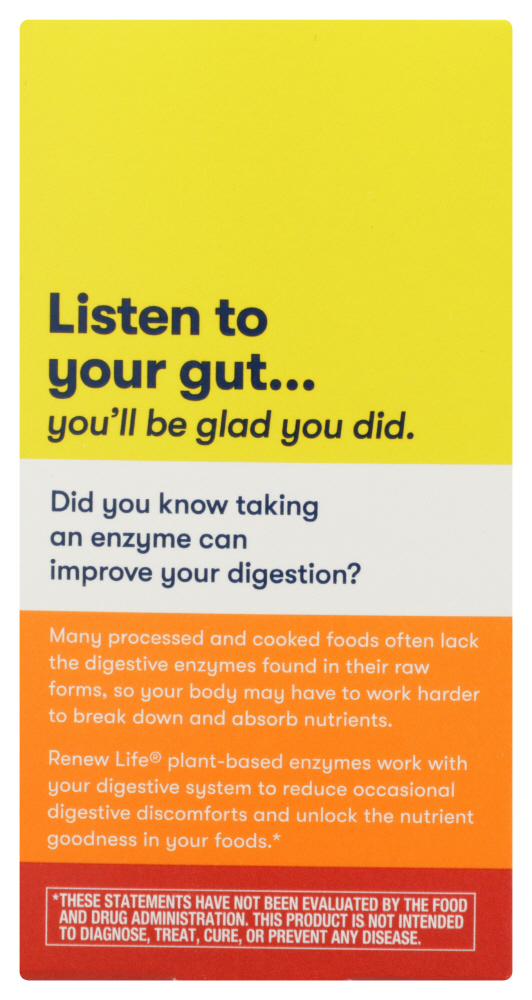 Listen to
your gut...
you'll be glad you did.
Did you know taking
an enzyme can
improve your digestion?
Many processed and cooked foods often lack
the digestive enzymes found in their raw
forms, so your body may have to work harder
to break down and absorb nutrients.
Renew Life® plant-based enzymes work with
your digestive system to reduce occasional
digestive discomforts and unlock the nutrient
goodness in your foods.*
*THESE STATEMENTS HAVE NOT BEEN EVALUATED BY THE FOOD
AND DRUG ADMINISTRATION. THIS PRODUCT IS NOT INTENDED
TO DIAGNOSE, TREAT, CURE, OR PREVENT ANY DISEASE.